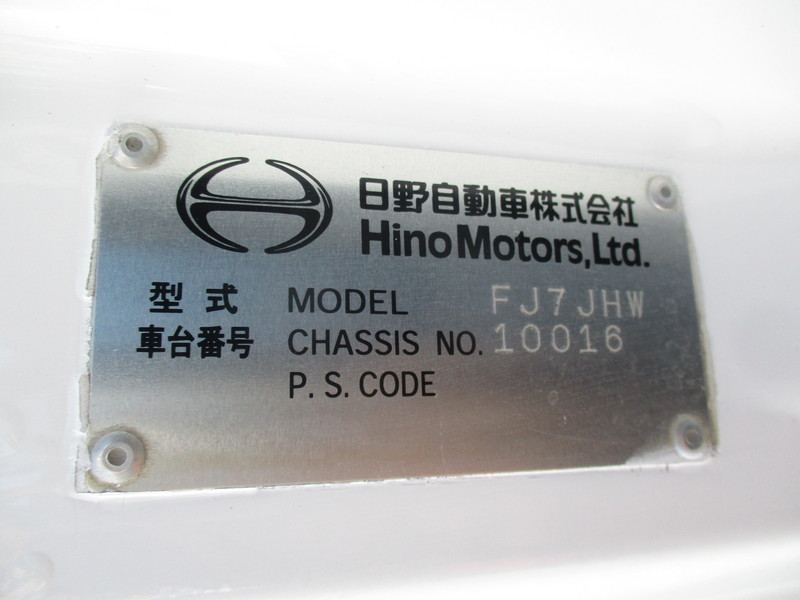 日野自動車株式会社
Hino Motors, Ltd.
型式 MODEL FJ7JHW
車台番号 CHASSIS NO. 10016
P. S. CODE